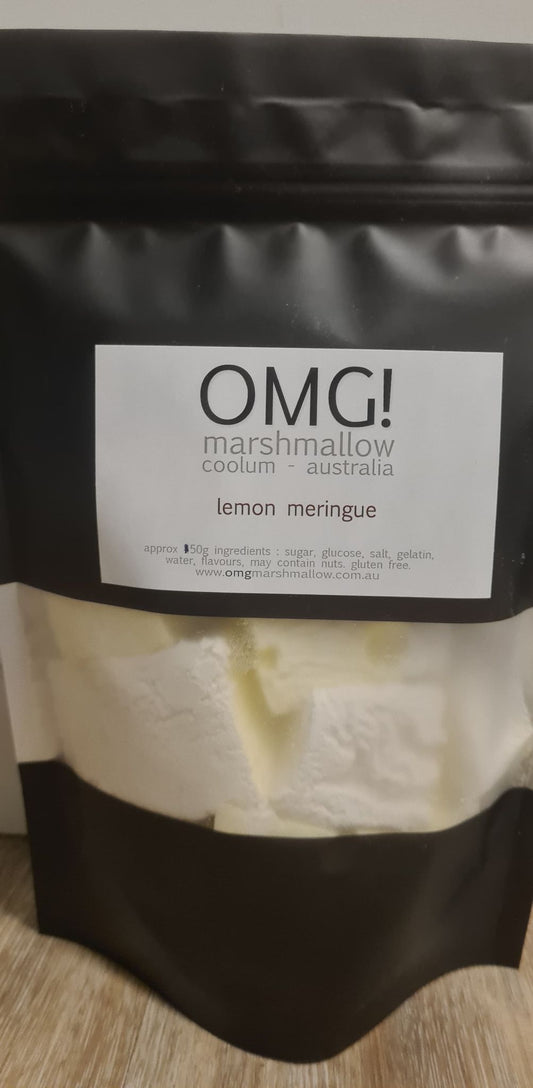 OMG!
marshmallow
coolum - australia
lemon meringue
approx 150g ingredients : sugar, glucose, salt, gelatin,
water, flavours, may contain nuts. gluten free.
www.omgmarshmallow.com.au